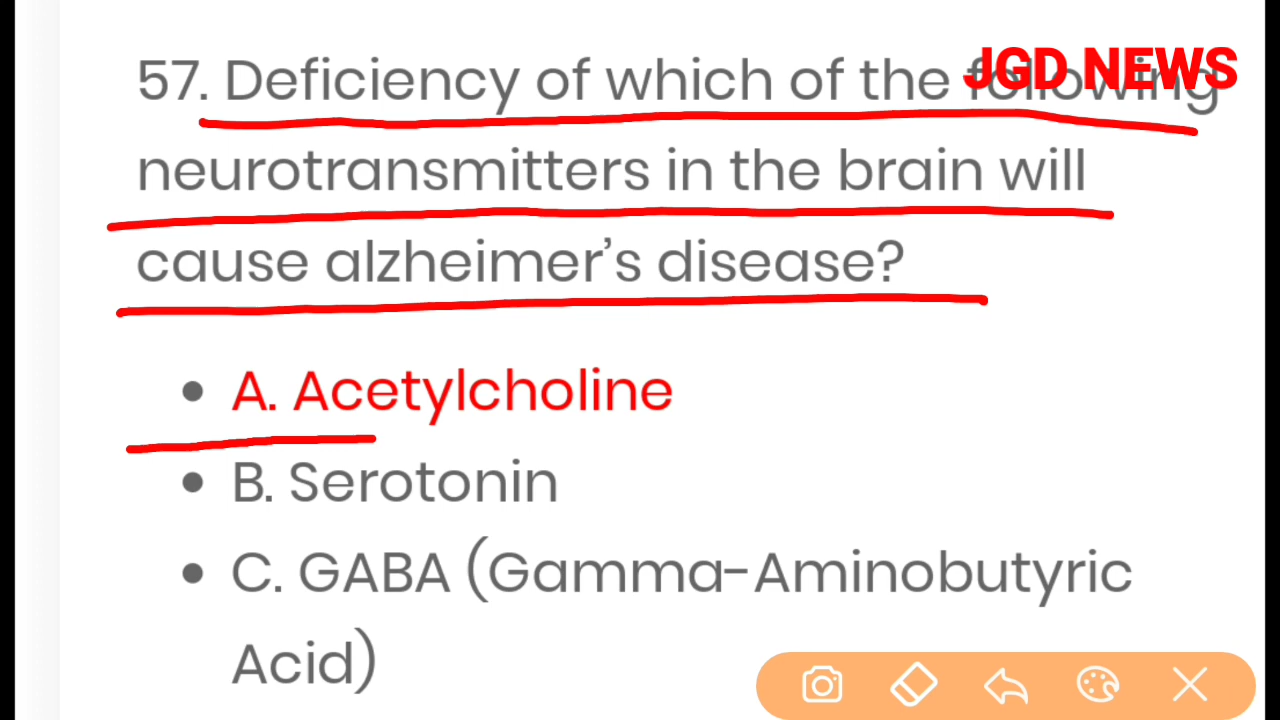 JGD NEWS
57. Deficiency of which of the following
neurotransmitters in the brain will
cause alzheimer's disease?
A. Acetylcholine
B. Serotonin
C. GABA (Gamma-Aminobutyric
Acid)